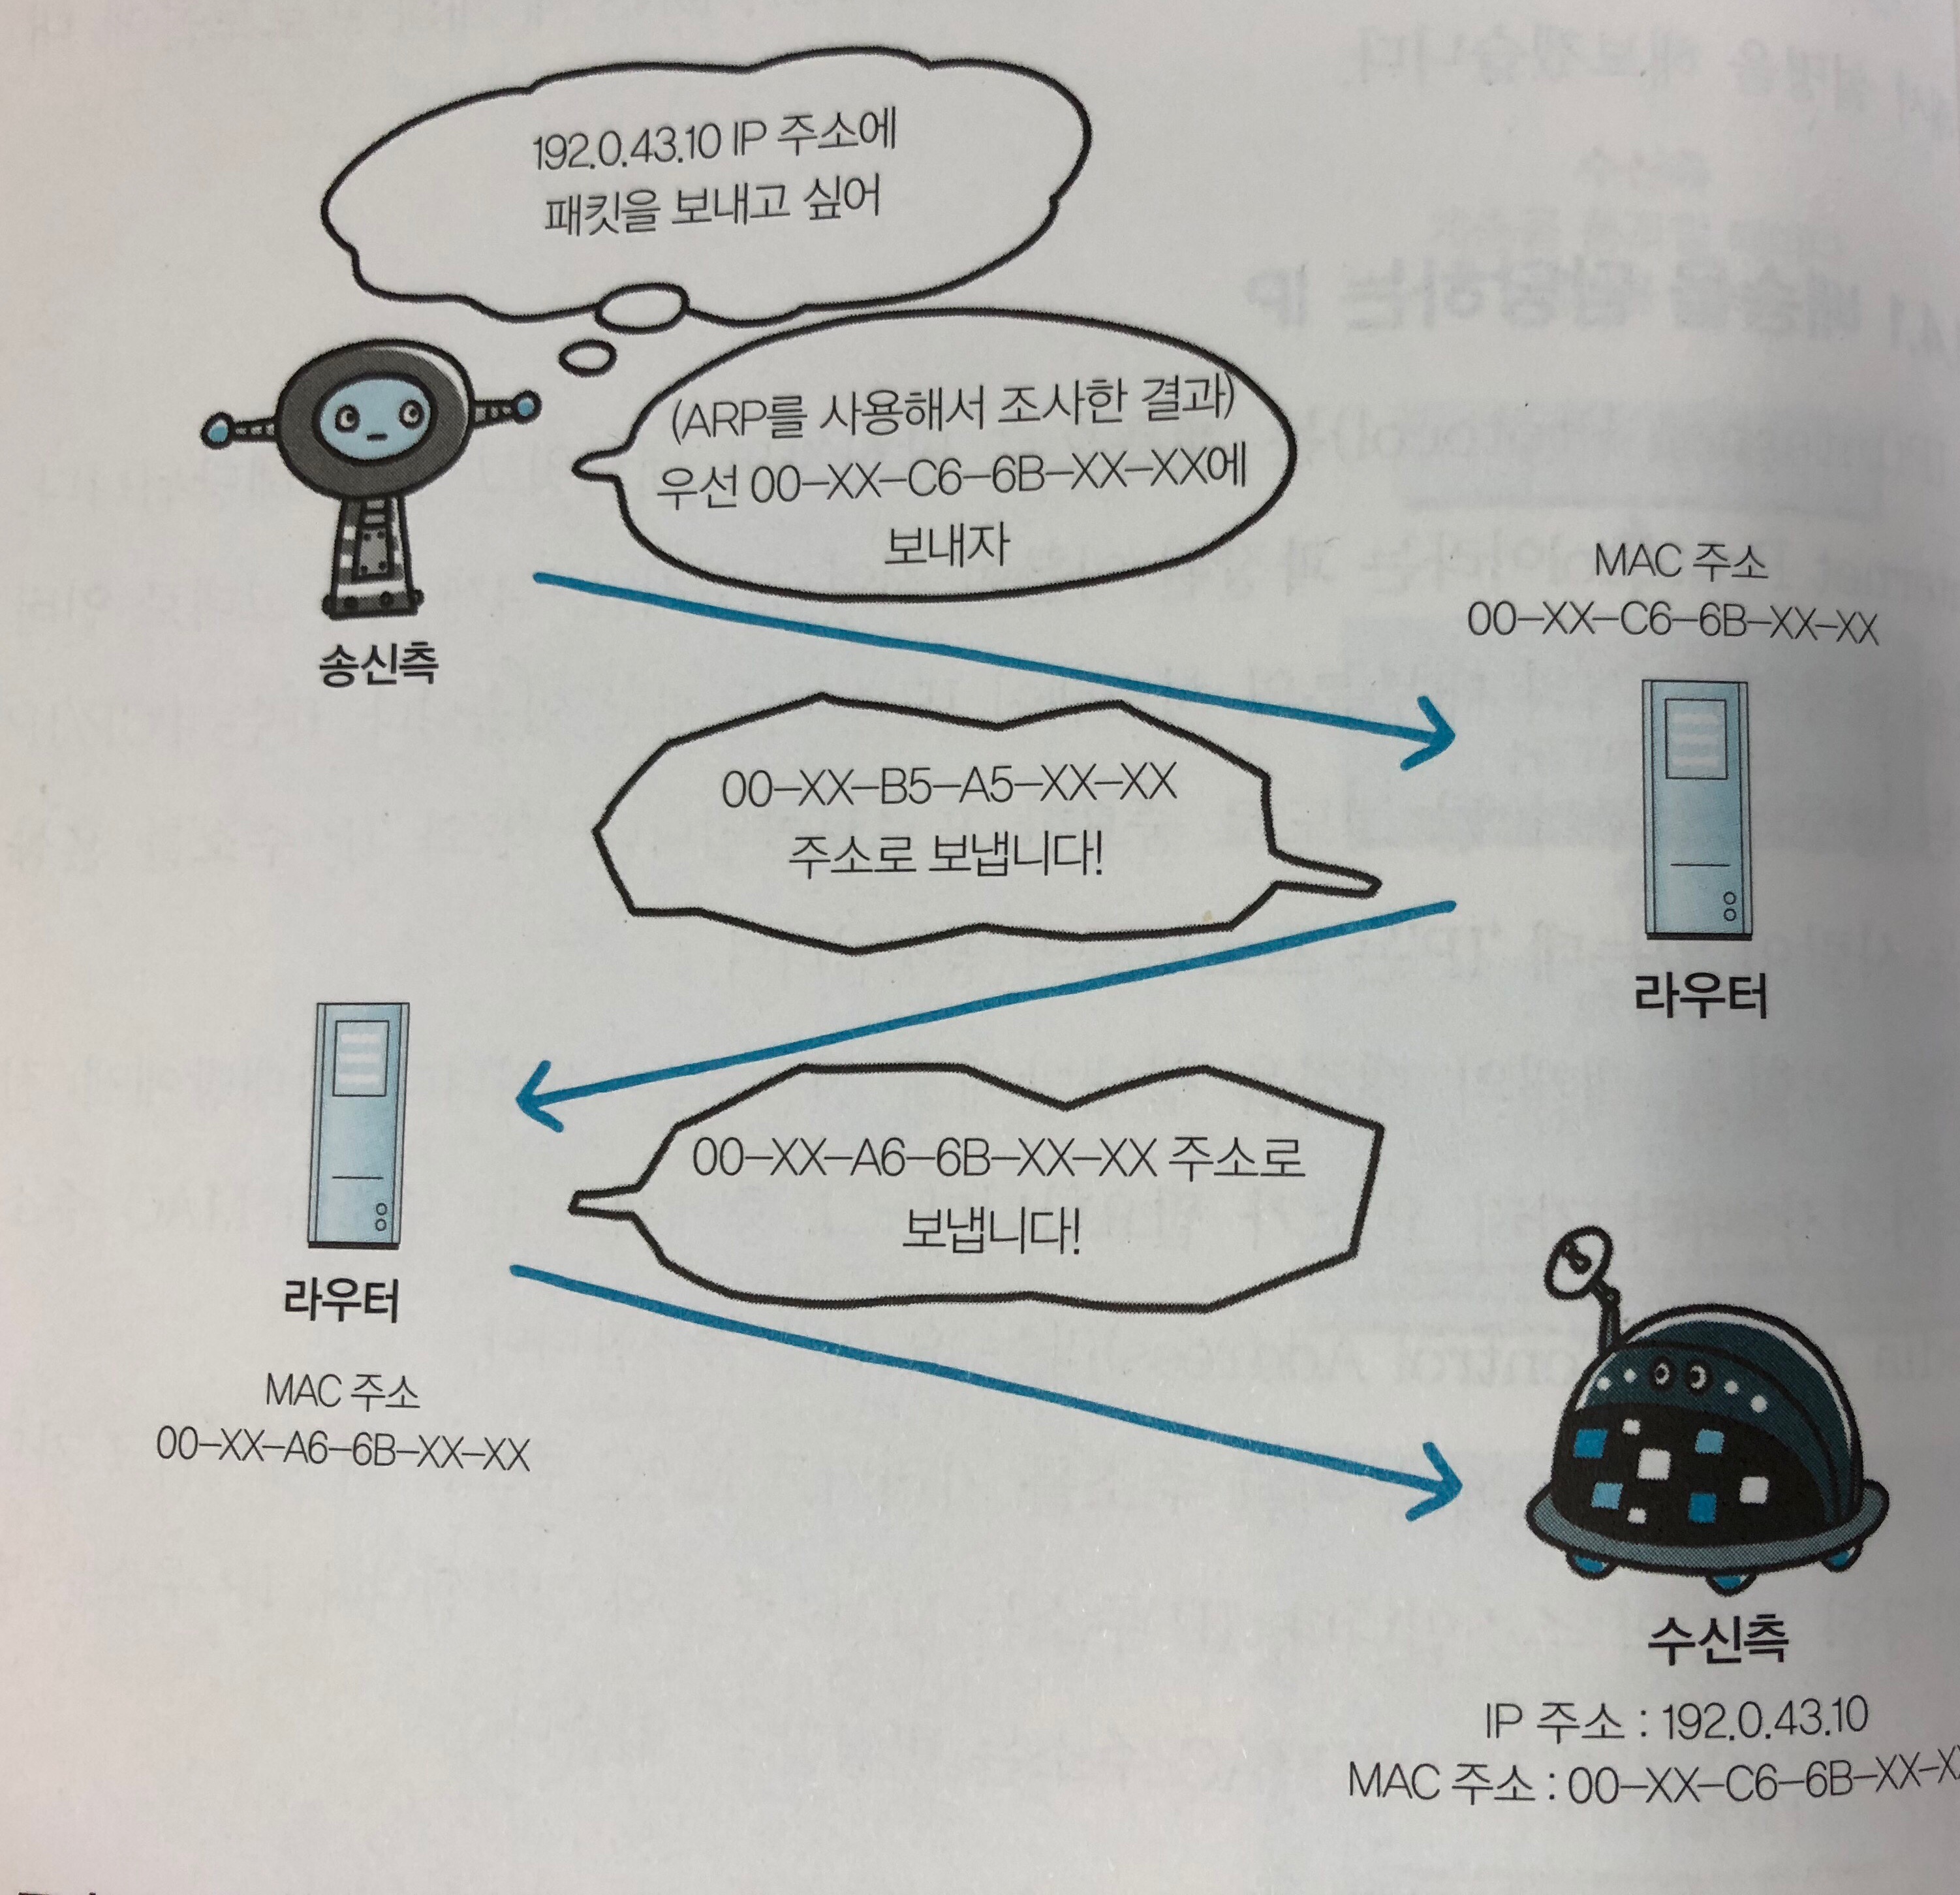 192.0.43.10 IP 주소에
패킷을 보내고 싶어
(ARP를 사용해서 조사한 결과)
우선 00-XX-C6-6B-XX-XX에
보내자
송신측
MAC 주소
00-XX-C6-6B-XX-XX
라우터
00-XX-B5-A5-XX-XX
주소로 보냅니다!
라우터
MAC 주소
00-XX-A6-6B-XX-XX
00-XX-A6-6B-XX-XX 주소로
보냅니다!
수신측
IP 주소 : 192.0.43.10
MAC 주소 : 00-XX-C6-6B-XX-X